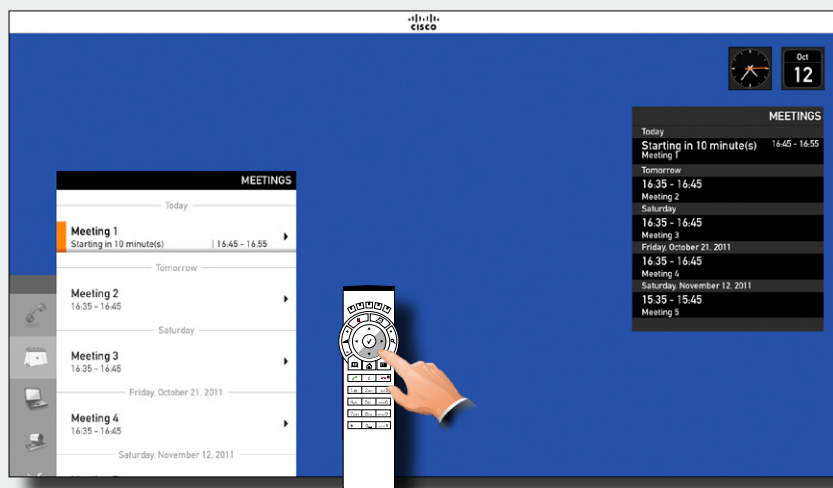 CISCO
Oct
12
MEETINGS
Today
Starting in 10 minute(s) 16:45 - 16:55
Meeting 1
Tomorrow
16:35 - 16:45
Meeting 2
Saturday
16:35 - 16:45
Meeting 3
Friday, October 21, 2011
16:35 - 16:45
Meeting 4
Saturday, November 12, 2011
15:35 - 15:45
Meeting 5
MEETINGS
Today
Meeting 1
Starting in 10 minute(s) | 16:45 - 16:55
Tomorrow
Meeting 2
16:35 - 16:45
Saturday
Meeting 3
16:35 - 16:45
Friday, October 21, 2011
Meeting 4
16:35 - 16:45
Saturday, November 12, 2011